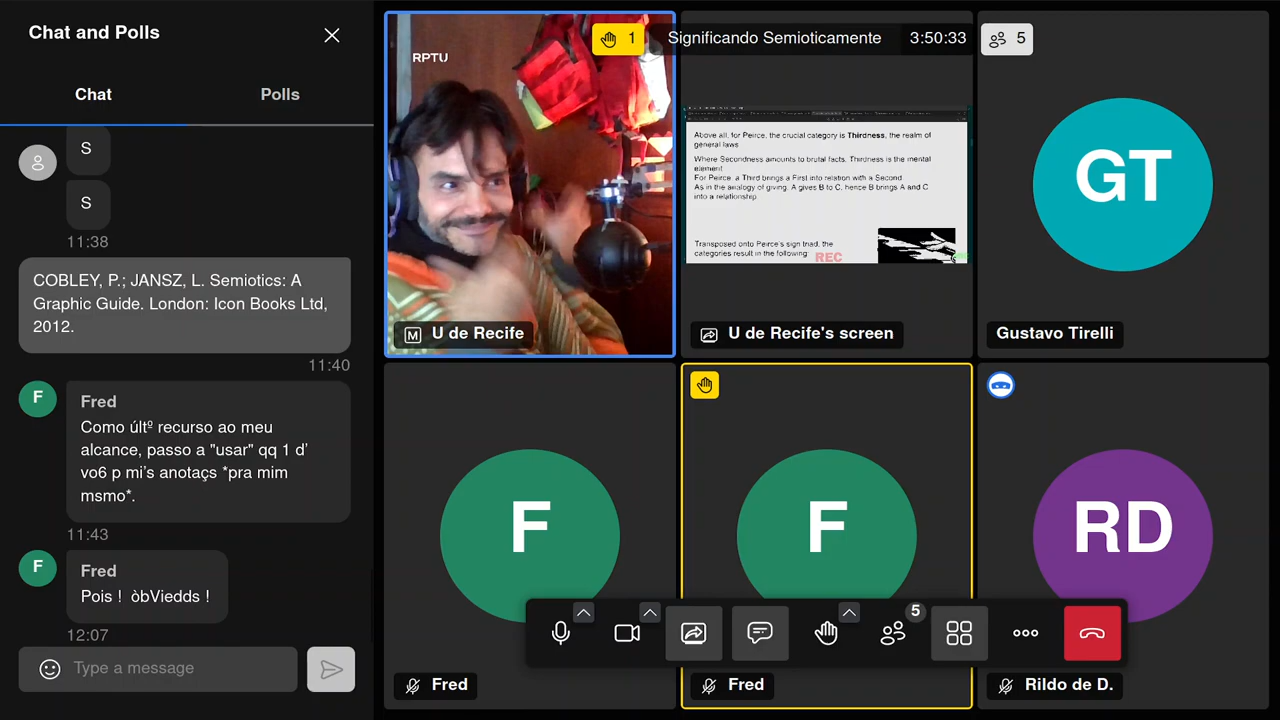 Chat and Polls
Chat
Polls
S
S
11:38
COBLEY, P.; JANSZ, L. Semiotics: A
Graphic Guide. London: Icon Books Ltd,
2012.
11:40
F
Fred
Como últº recurso ao meu
alcance, passo a "usar" qq 1 d’
vo6 p mi’s anotaçs *pra mim
msmo*.
11:43
F
Fred
Pois ! òbViedds !
12:07
Type a message
RPTU
1
Significando Semioticamente
3:50:33
5
M U de Recife
Above all, for Peirce, the crucial category is Thirdness, the realm of
general laws
Where Secondness amounts to brutal facts, Thirdness is the mental
element
For Peirce, a Third brings a First into relation with a Second
As in the analogy of giving, A gives B to C, hence B brings A and C
into a relationship
Transposed onto Peirce's sign triad, the
categories result in the following:
REC
U de Recife's screen
GT
Gustavo Tirelli
F
Fred
F
Fred
RD
Rildo de D.
5